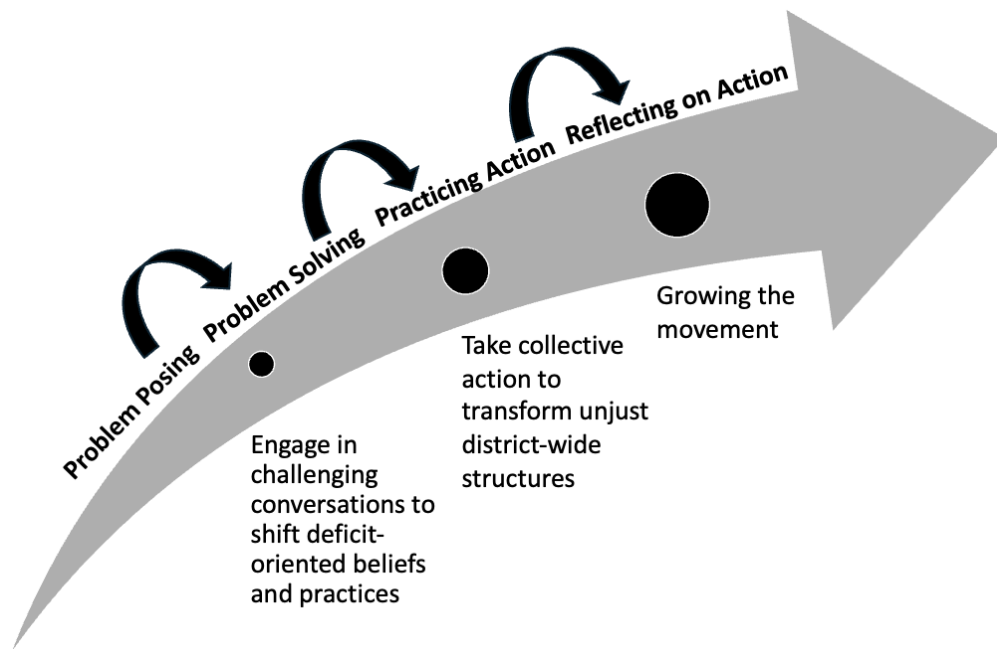 Problem Posing
Problem Solving
Practicing Action
Reflecting on Action
Engage in
challenging
conversations to
shift deficit-
oriented beliefs
and practices
Take collective
action to
transform unjust
district-wide
structures
Growing the
movement